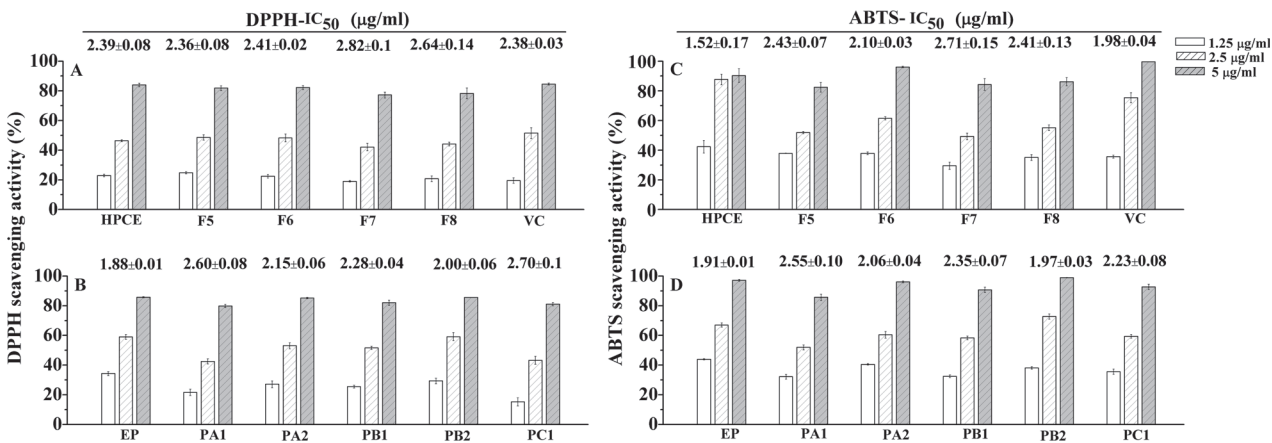 DPPH-IC50 (μg/ml)
2.39±0.08 2.36±0.08 2.41±0.02 2.82±0.1 2.64±0.14 2.38±0.03
A
100
80
60
40
20
0
HPCE F5 F6 F7 F8 VC
1.88±0.01 2.60±0.08 2.15±0.06 2.28±0.04 2.00±0.06 2.70±0.1
B
100
80
60
40
20
0
EP PA1 PA2 PB1 PB2 PC1
DPPH scavenging activity (%)
ABTS- IC50 (μg/ml)
1.52±0.17 2.43±0.07 2.10±0.03 2.71±0.15 2.41±0.13 1.98±0.04
C
100
80
60
40
20
0
HPCE F5 F6 F7 F8 VC
1.91±0.01 2.55±0.10 2.06±0.04 2.35±0.07 1.97±0.03 2.23±0.08
D
100
80
60
40
20
0
EP PA1 PA2 PB1 PB2 PC1
ABTS scavenging activity (%)
1.25 μg/ml
2.5 μg/ml
5 μg/ml